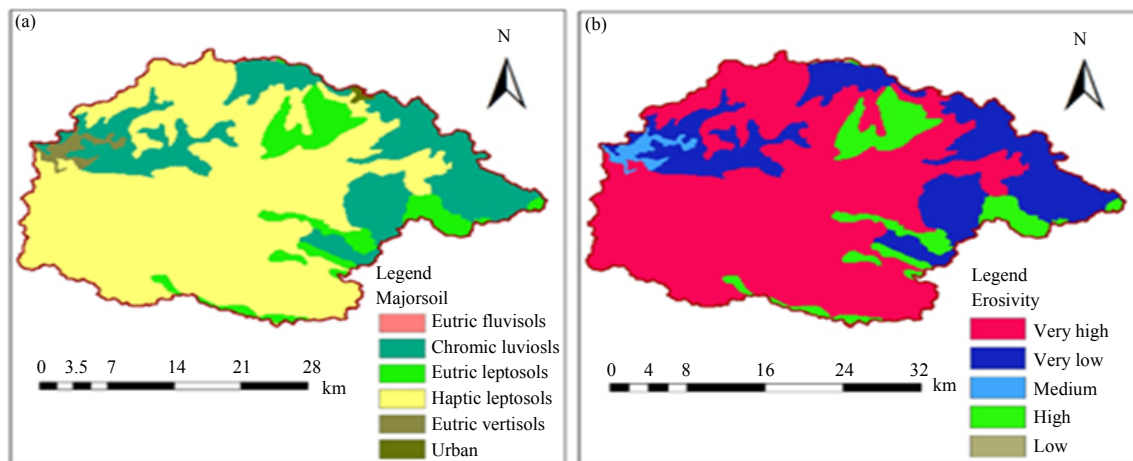 (a)
N
Legend
Majorsoil
Eutric fluvisols
Chromic luviosls
Eutric leptosols
Haptic leptosols
Eutric vertisols
Urban
0 3.5 7 14 21 28
km
(b)
N
Legend
Erosivity
Very high
Very low
Medium
High
Low
0 4 8 16 24 32
km